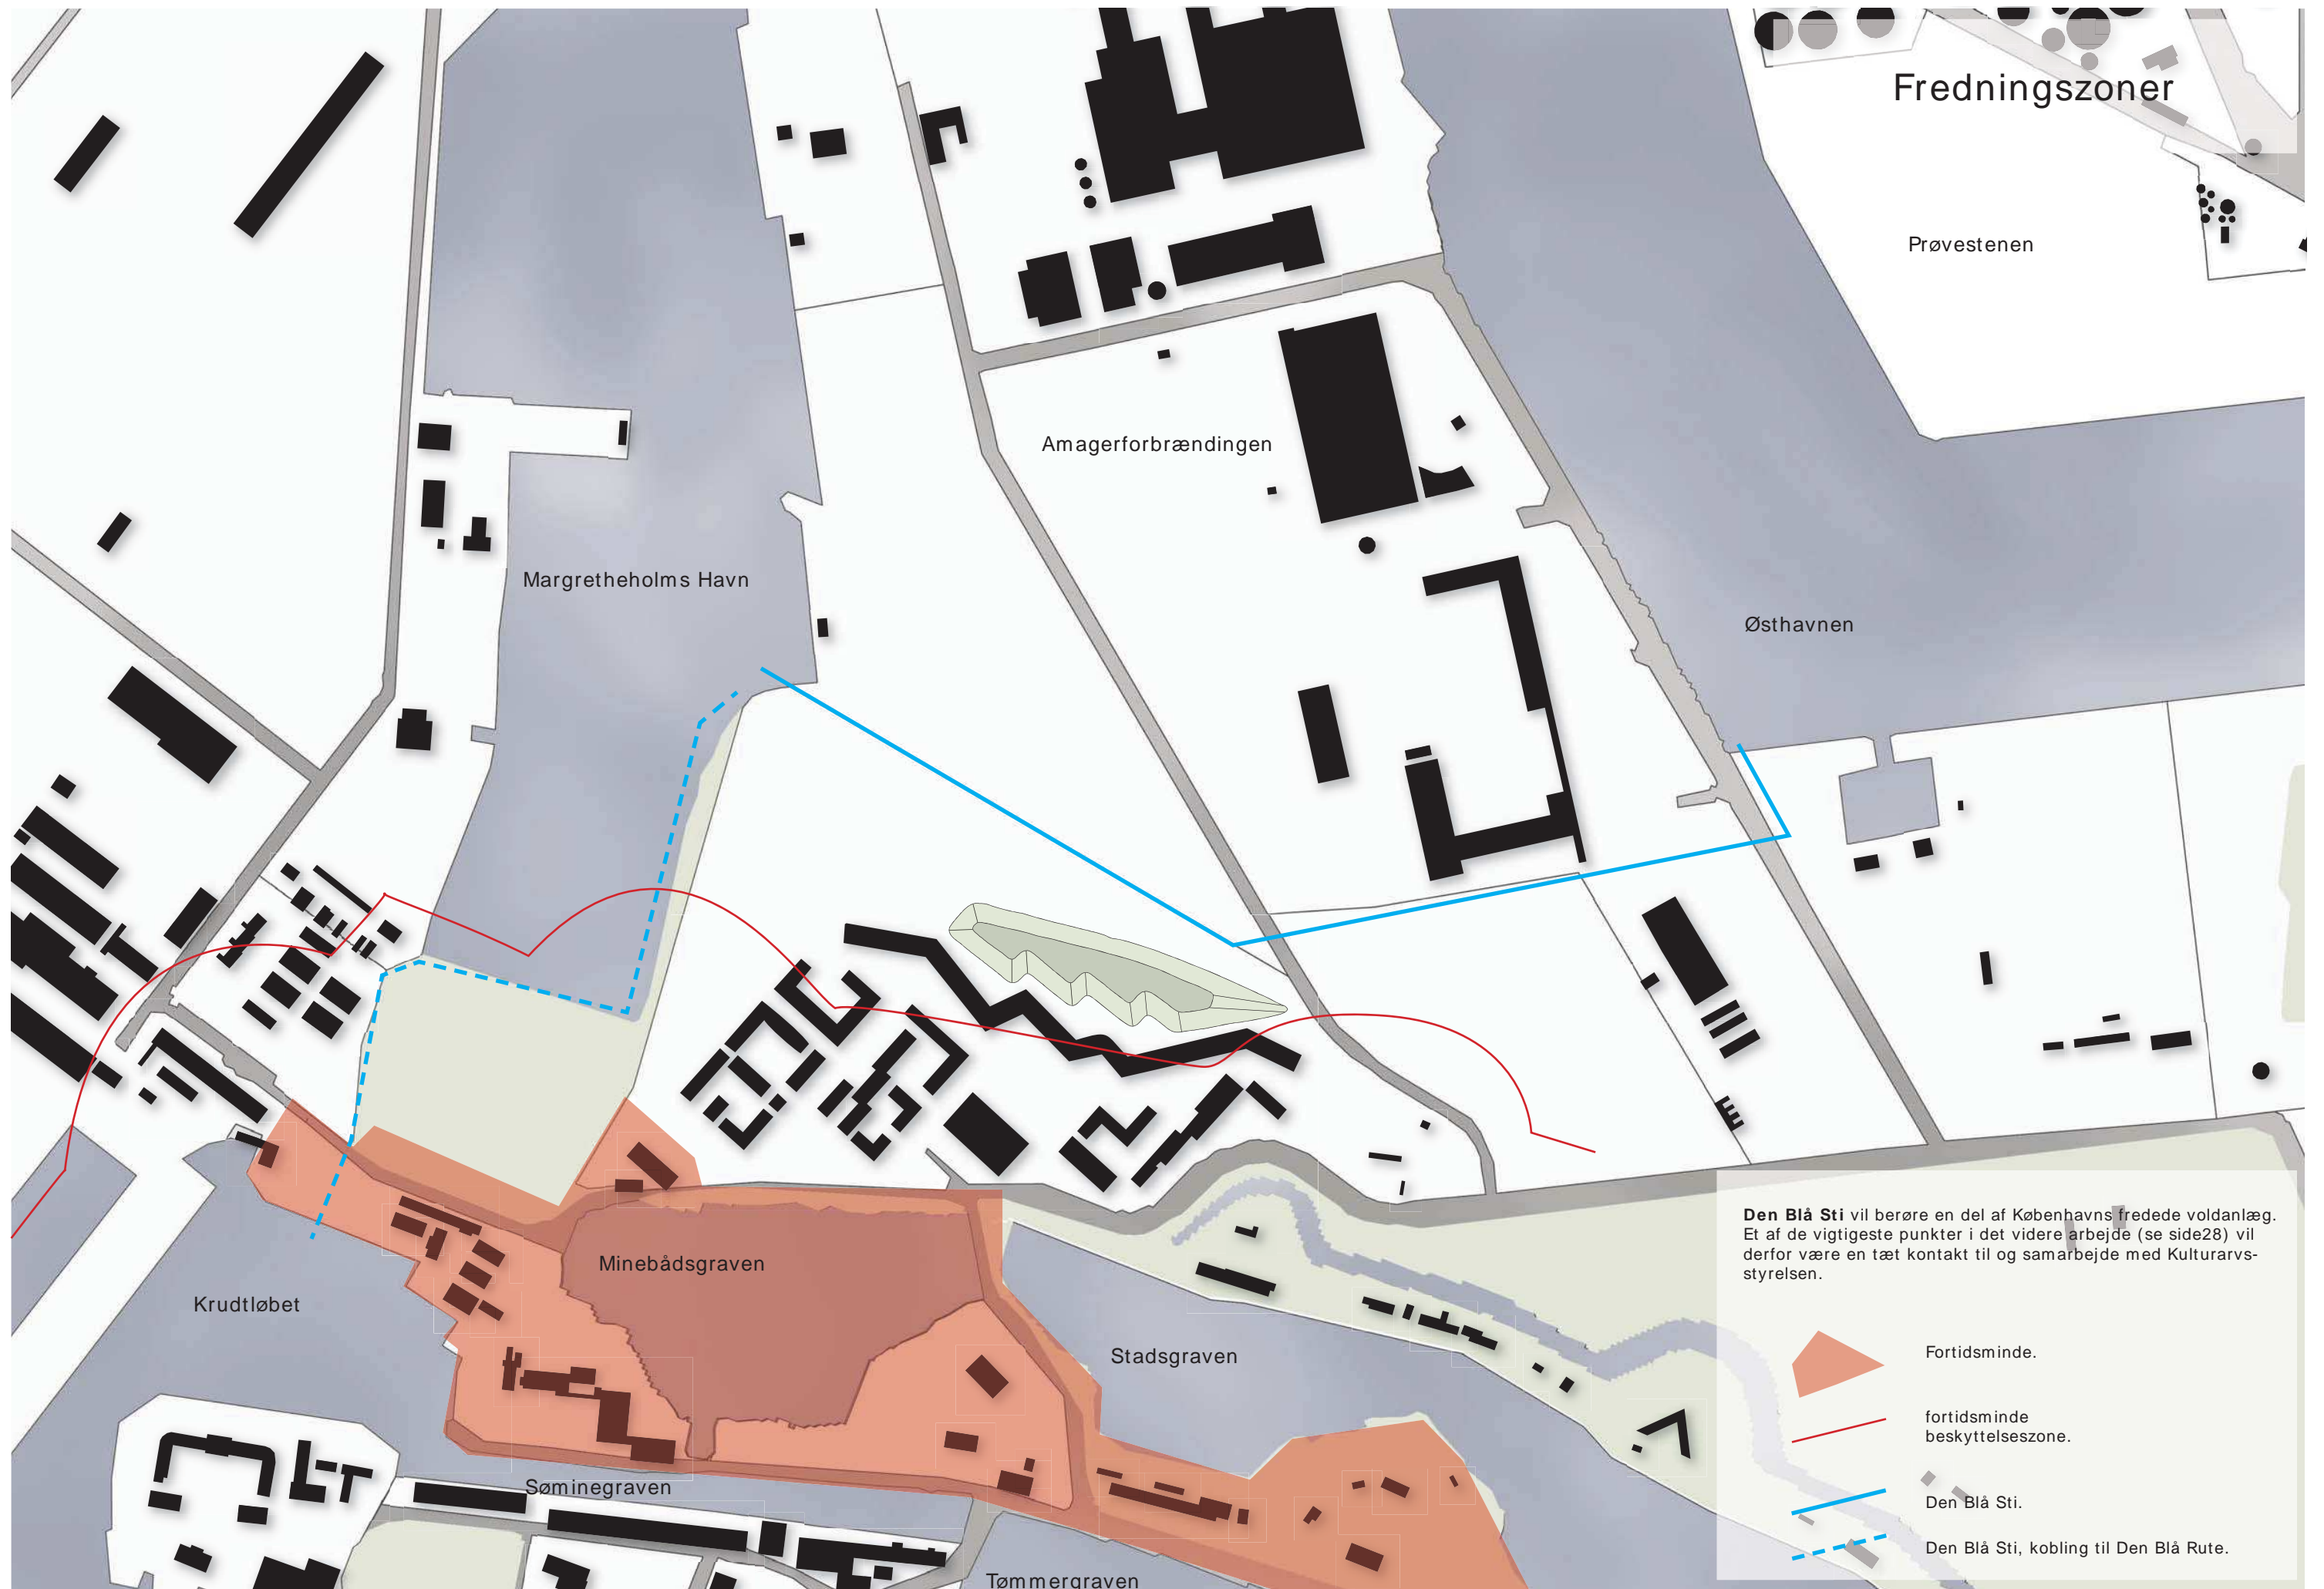 Fredningszoner
Prøvestenen
Amagerforbrændingen
Margretheholms Havn
Østhavnen
Minebådsgraven
Krudtløbet
Stadsgraven
Søminegraven
Tømmergraven
Den Blå Sti vil berøre en del af Københavns fredede voldanlæg.
Et af de vigtigeste punkter i det videre arbejde (se side28) vil
derfor være en tæt kontakt til og samarbejde med Kulturarvs-
styrelsen.
Fortidsminde.
fortidsminde
beskyttelseszone.
Den Blå Sti.
Den Blå Sti, kobling til Den Blå Rute.